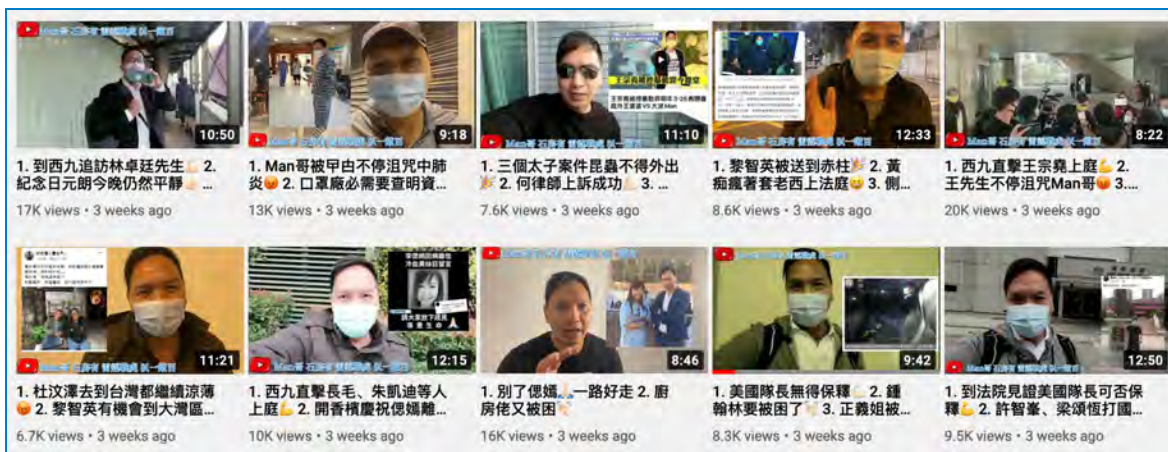 10:50
9:18
王宗堯
11:10
12:33
8:22
1. 到西九追訪林卓廷先生💪🏻 2.
紀念日元朗今晚仍然平靜👍🏻 ...
17K views • 3 weeks ago
1. Man哥被曱甴不停沮咒中肺
炎😡 2. 口罩廠必需要查明資...
13K views • 3 weeks ago
1. 三個太子案件昆蟲不得外出
🎉 2. 何律師上訴成功👍🏻 3. ...
7.6K views • 3 weeks ago
1. 黎智英被送到赤柱🎉 2. 黃
痴瘋著套老西上法庭😄 3. 側...
8.6K views • 3 weeks ago
1. 西九直擊王宗堯上庭💪 2.
王先生不停沮咒Man哥😡 3....
20K views • 3 weeks ago
11:21
12:15
8:46
9:42
12:50
1. 杜汶澤去到台灣都繼續涼薄
😡 2. 黎智英有機會到大灣區...
6.7K views • 3 weeks ago
1. 西九直擊長毛、朱凱迪等人
上庭💪 2. 開香檳慶祝偲嫣離...
10K views • 3 weeks ago
1. 別了偲嫣🙏🏻一路好走 2. 廚
房佬又被困
16K views • 3 weeks ago
1. 美國隊長無得保釋💪🏻 2. 鍾
翰林要被困了 3. 正義姐被...
8.3K views • 3 weeks ago
1. 到法院見證美國隊長可否保
釋💪 2. 許智峯、梁頌恆打國...
9.5K views • 3 weeks ago